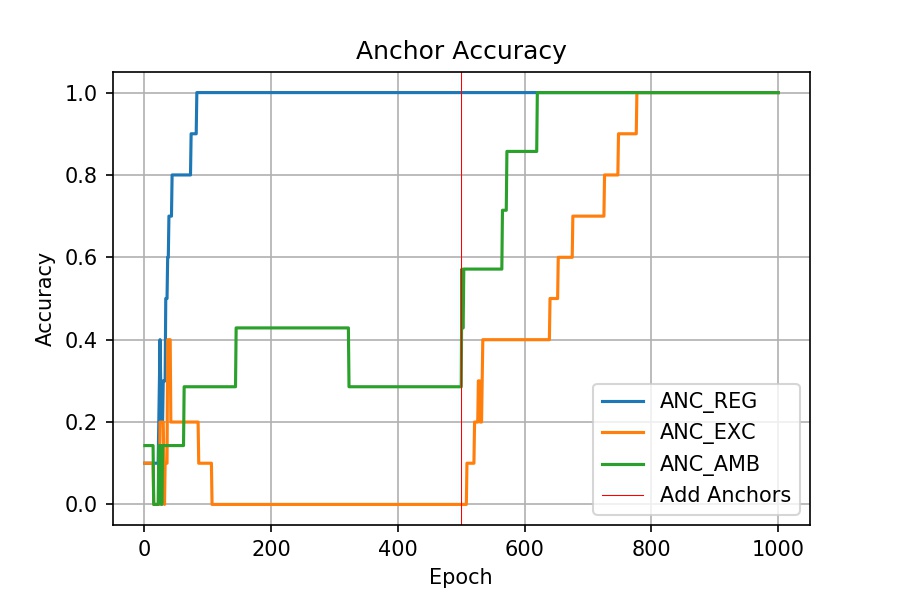 Anchor Accuracy
Accuracy
1.0
0.8
0.6
0.4
0.2
0.0
ANC_REG
ANC_EXC
ANC_AMB
Add Anchors
0 200 400 600 800 1000
Epoch